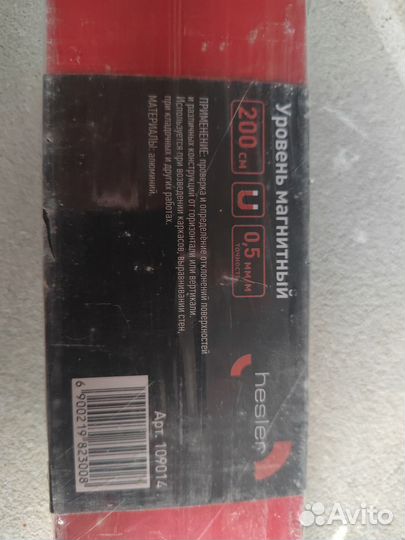 Уровень магнитный
200 см
0,5 мм/м
точность
ПРИМЕНЕНИЕ: проверка и определение отклонений поверхностей
и различных конструкций от горизонтали или вертикали.
Используется при возведении каркасов, выравнивании стен,
при кладочных и других работах.
МАТЕРИАЛЫ: алюминий.
hesler
Арт. 109014
6 900219 823008
Avito